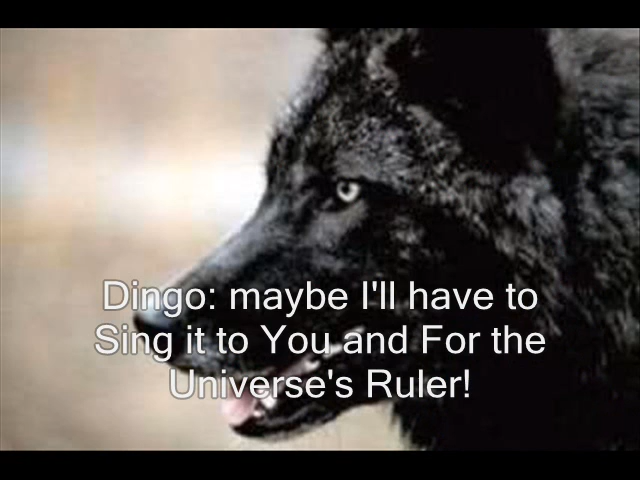 Dingo: maybe I'll have to
Sing it to You and For the
Universe's Ruler!